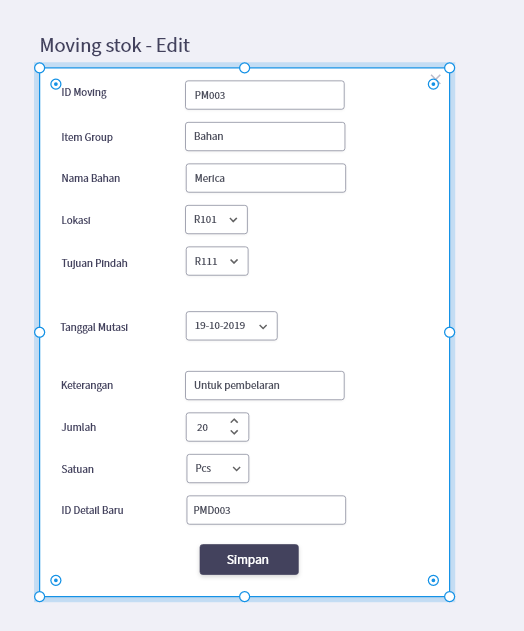 Moving stok - Edit
ID Moving PM003
Item Group Bahan
Nama Bahan Merica
Lokasi R101
Tujuan Pindah R111
Tanggal Mutasi 19-10-2019
Keterangan Untuk pembelaran
Jumlah 20
Satuan Pcs
ID Detail Baru PMD003
Simpan